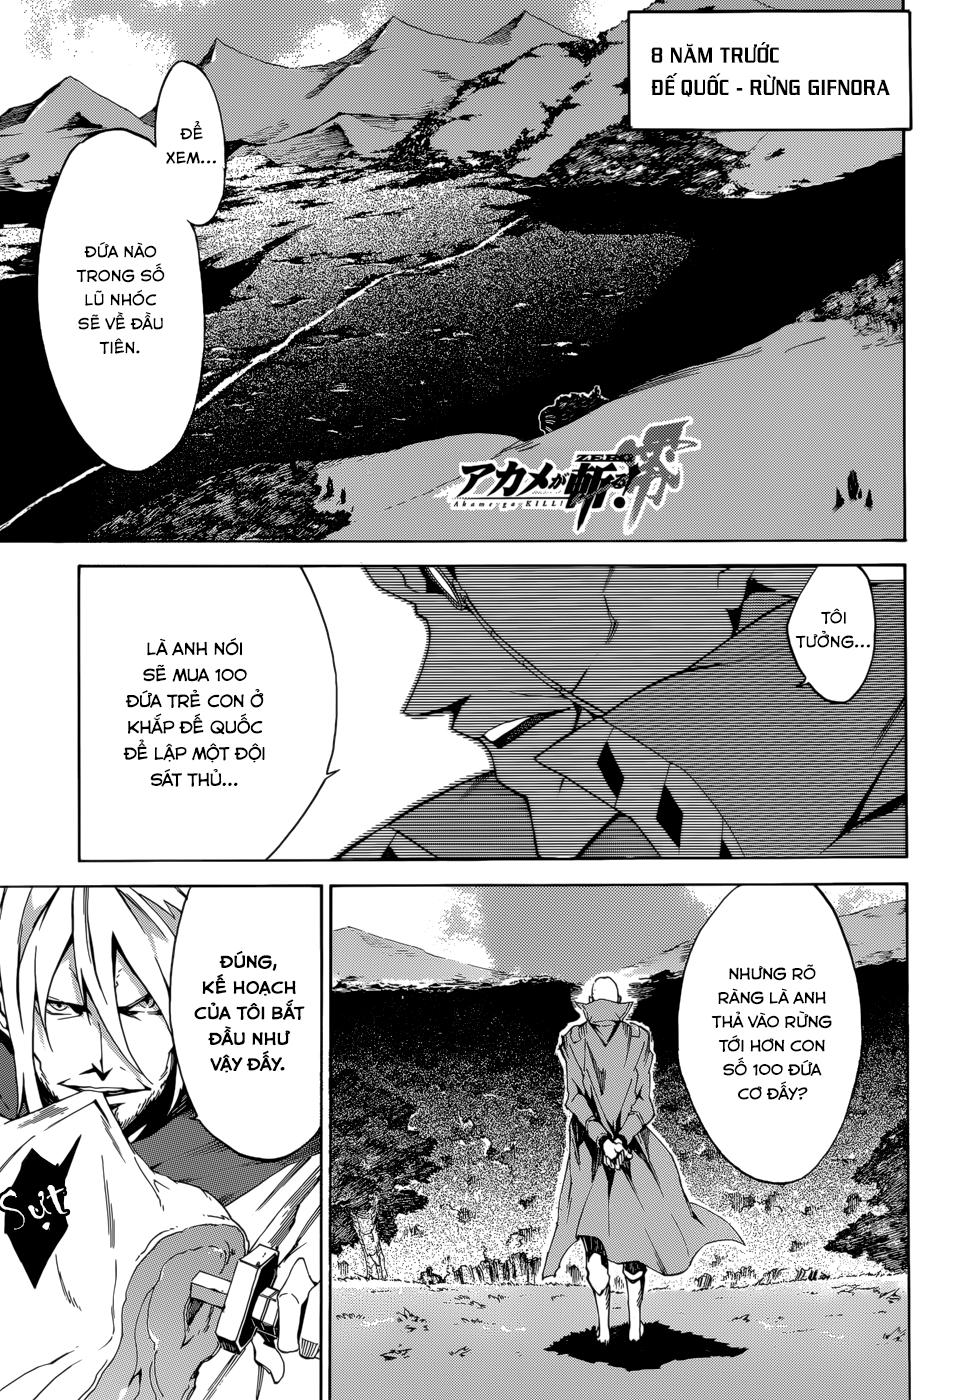 8 NĂM TRƯỚC
ĐẾ QUỐC - RỪNG GIFNORA
ĐỂ
XEM...
ĐỨA NÀO
TRONG SỐ
LŨ NHÓC
SẼ VỀ ĐẦU
TIÊN.
ZERO
アカメが斬る!零
Akame ga KILL!
TÔI
TƯỞNG...
LÀ ANH NÓI
SẼ MUA 100
ĐỨA TRẺ CON Ở
KHẮP ĐẾ QUỐC
ĐỂ LẬP MỘT ĐỘI
SÁT THỦ...
NHƯNG RÕ
RÀNG LÀ ANH
THẢ VÀO RỪNG
TỚI HƠN CON
SỐ 100 ĐỨA
CƠ ĐẤY?
ĐÚNG,
KẾ HOẠCH
CỦA TÔI BẮT
ĐẦU NHƯ
VẬY ĐẤY.
Sựt